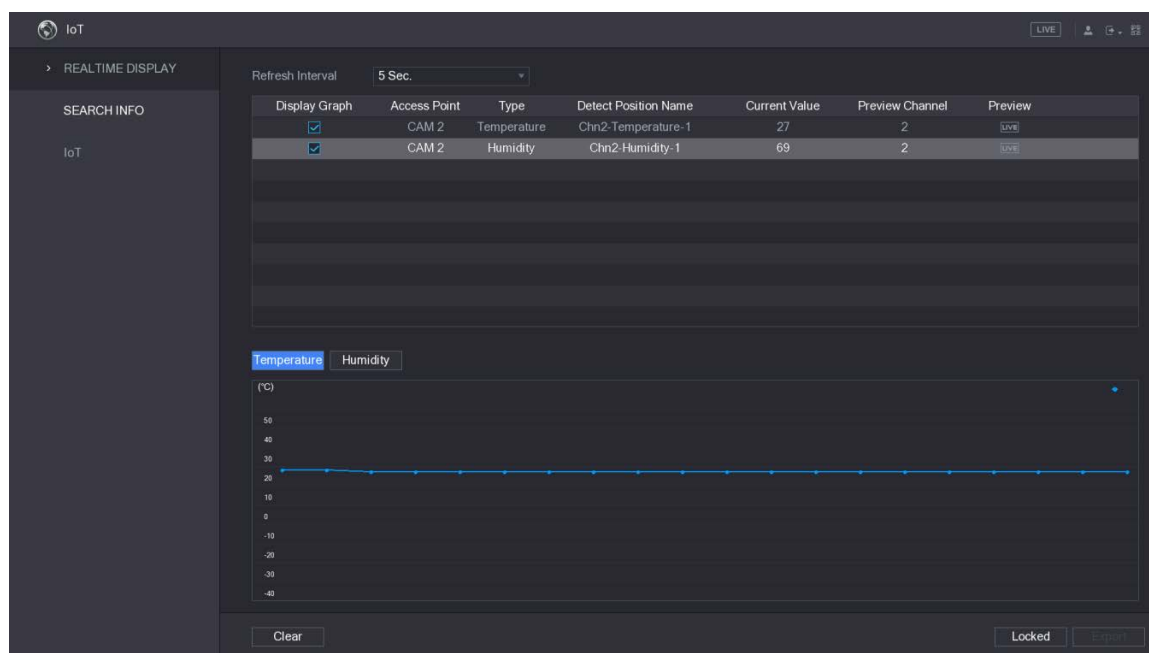 IoT
LIVE
REALTIME DISPLAY
SEARCH INFO
IoT
Refresh Interval 5 Sec.
Display Graph Access Point Type Detect Position Name Current Value Preview Channel Preview
CAM 2 Temperature Chn2-Temperature-1 27 2 LIVE
CAM 2 Humidity Chn2-Humidity-1 69 2 LIVE
Temperature Humidity
(°C)
50
40
30
20
10
0
-10
-20
-30
-40
Clear Locked Export